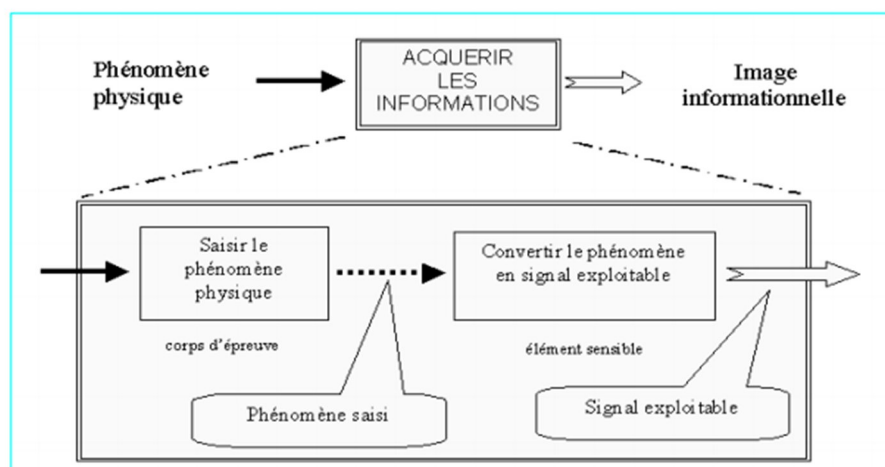 Phénomène
physique
ACQUERIR
LES
INFORMATIONS
Image
informationnelle
Saisir le
phénomène
physique
Convertir le phénomène
en signal exploitable
corps d'épreuve
élément sensible
Phénomène saisi
Signal exploitable